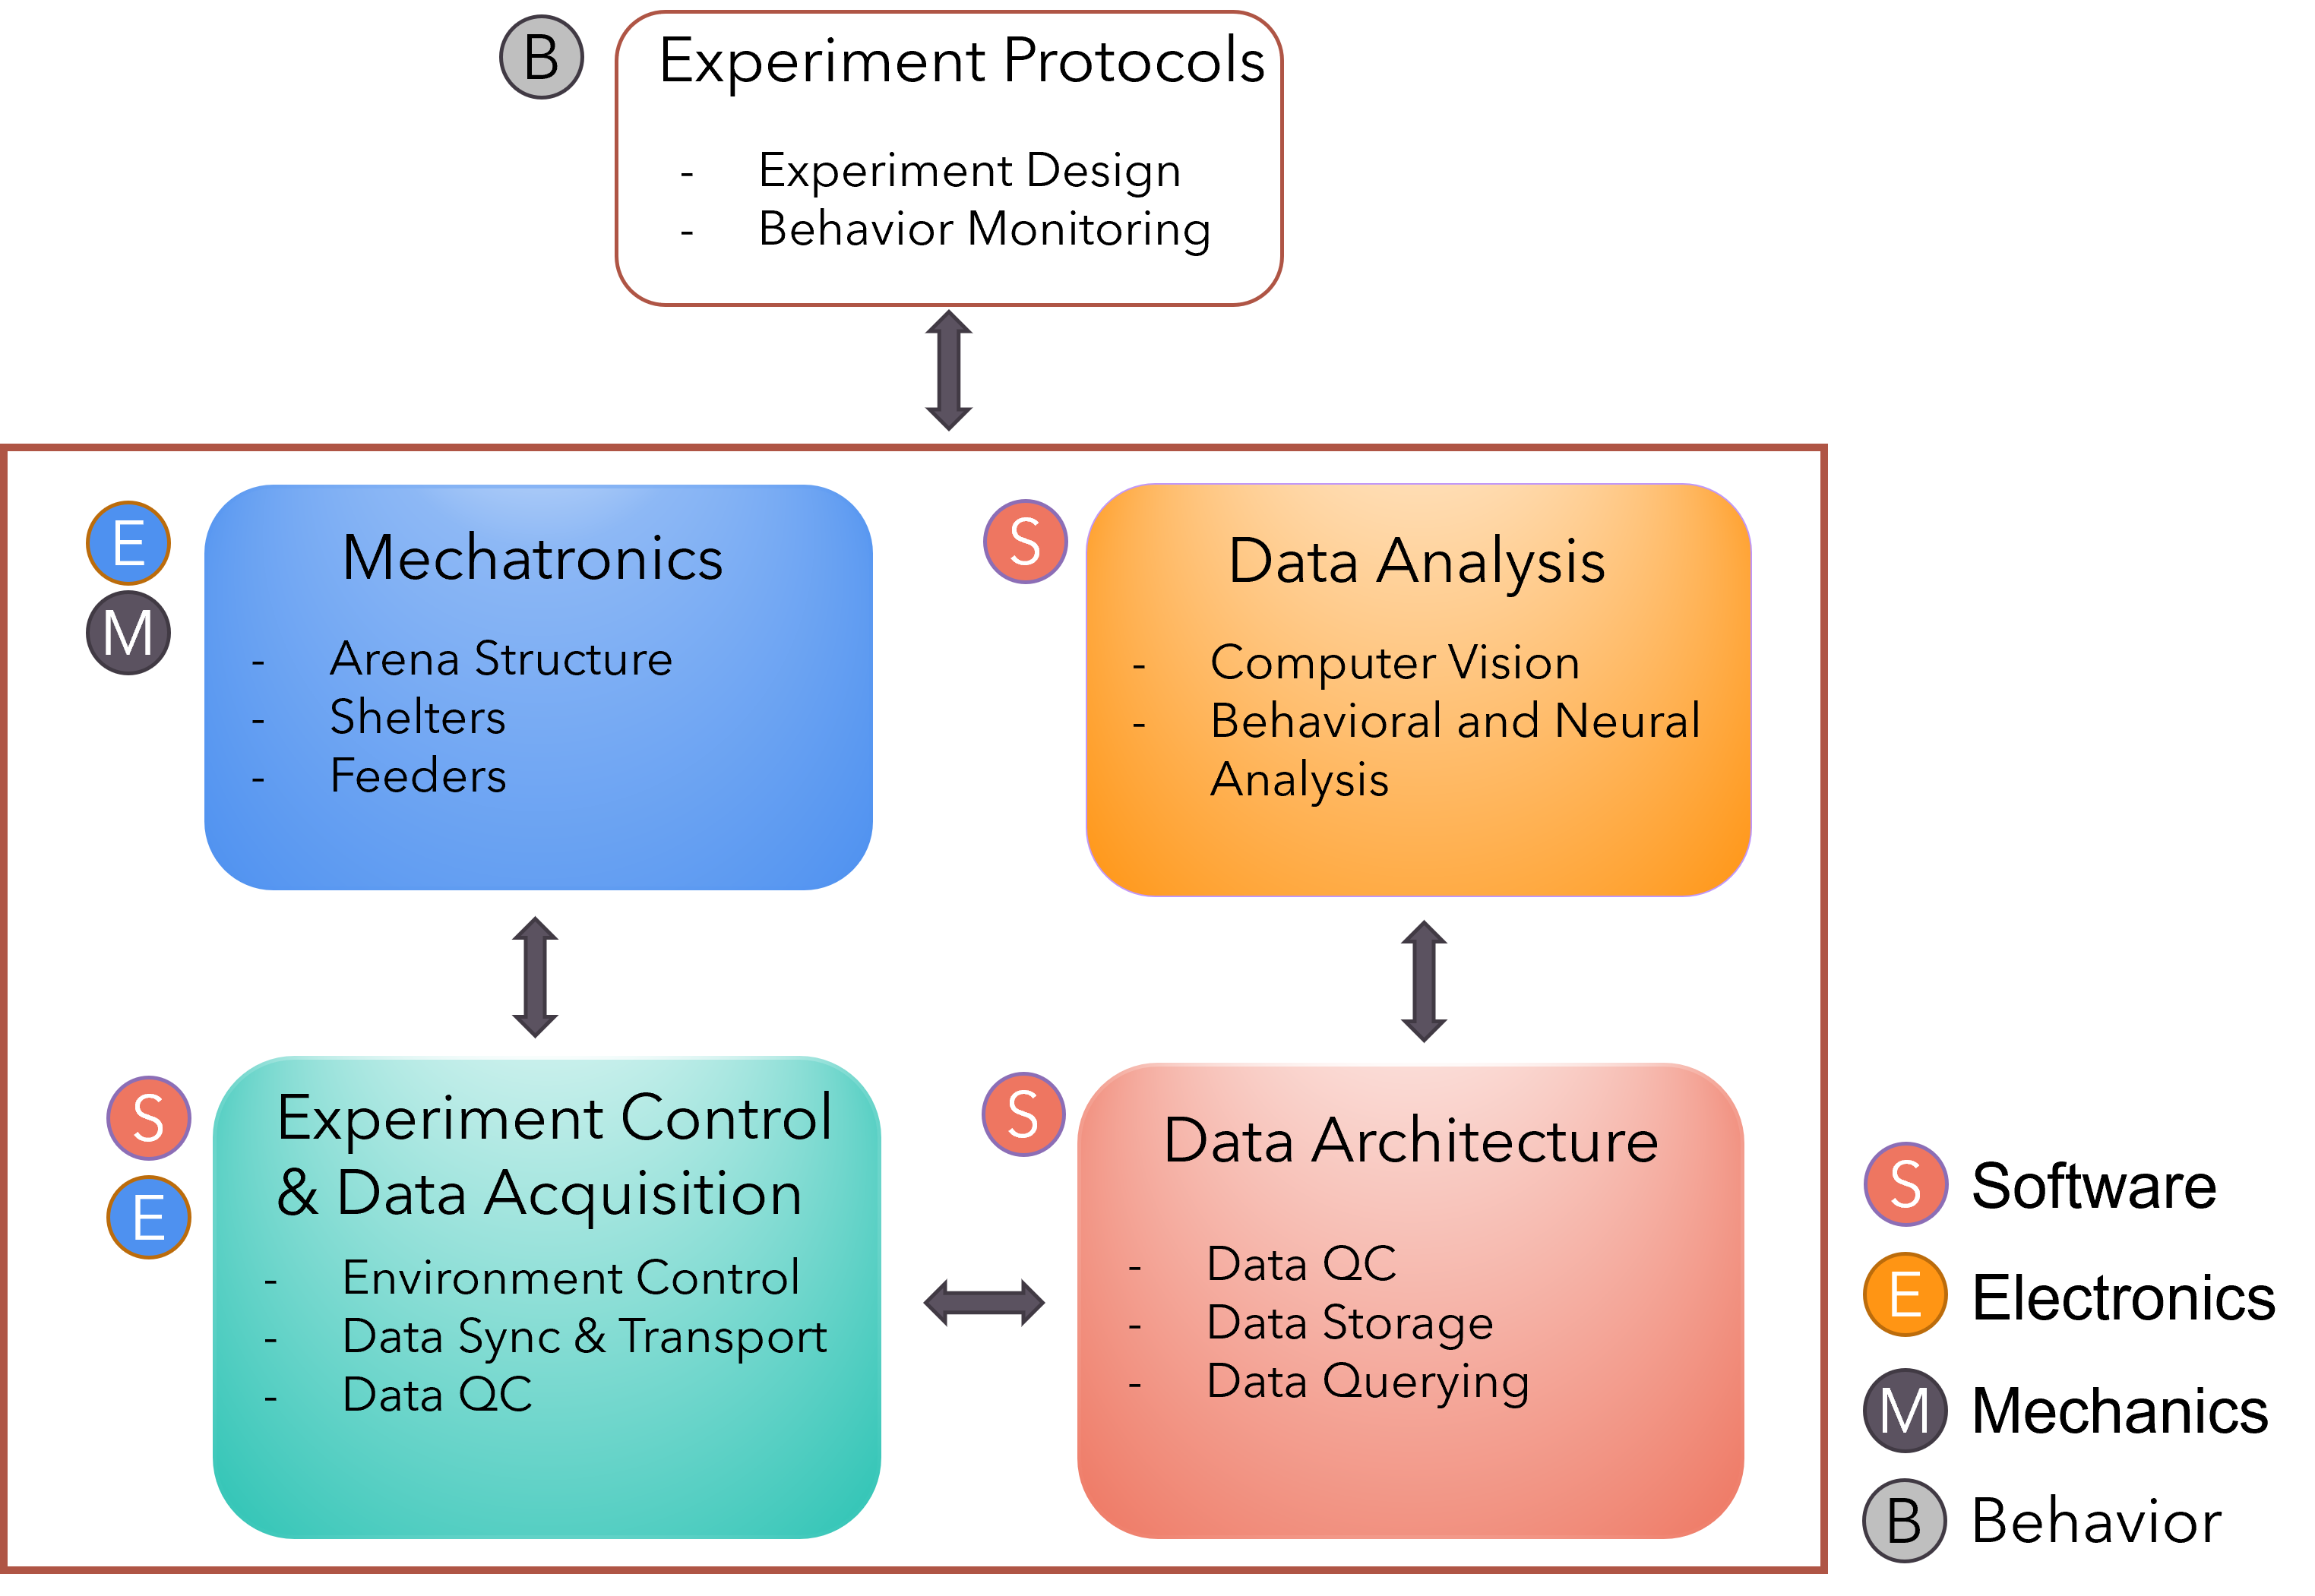 B
Experiment Protocols
- Experiment Design
- Behavior Monitoring
E
M
Mechatronics
- Arena Structure
- Shelters
- Feeders
S
Data Analysis
- Computer Vision
- Behavioral and Neural
Analysis
S
E
Experiment Control
& Data Acquisition
- Environment Control
- Data Sync & Transport
- Data QC
S
Data Architecture
- Data QC
- Data Storage
- Data Querying
S Software
E Electronics
M Mechanics
B Behavior